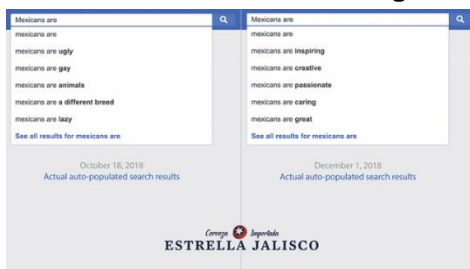 Mexicans are
mexicans are
mexicans are ugly
mexicans are gay
mexicans are animals
mexicans are a different breed
mexicans are lazy
See all results for mexicans are
October 18, 2018
Actual auto-populated search results
Mexicans are
mexicans are
mexicans are inspiring
mexicans are creative
mexicans are passionate
mexicans are caring
mexicans are great
See all results for mexicans are
December 1, 2018
Actual auto-populated search results
Cerveza Importada
ESTRELLA JALISCO